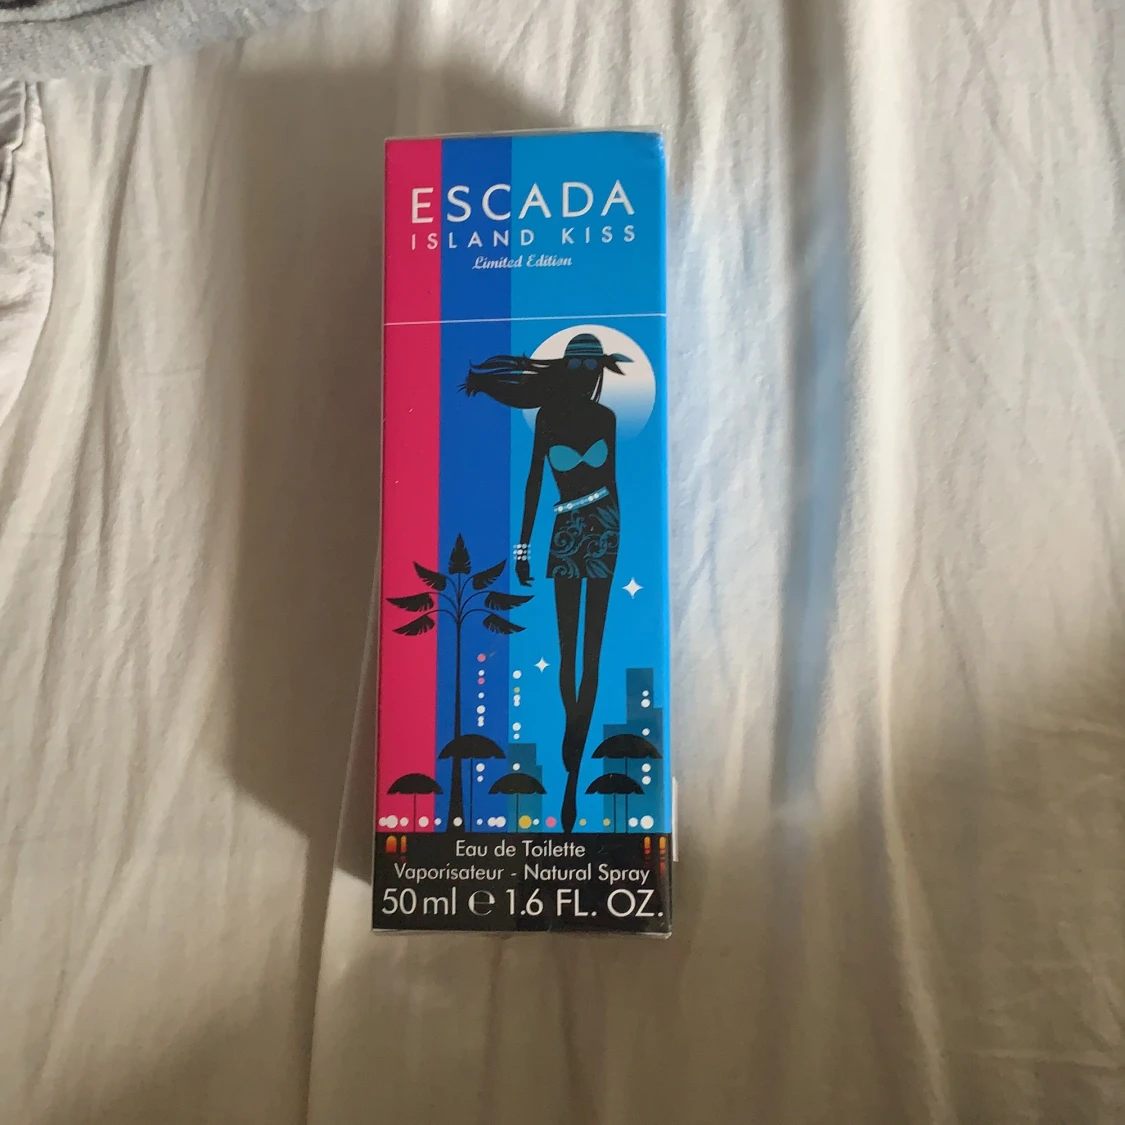 ESCADA
ISLAND KISS
Limited Edition
Eau de Toilette
Vaporisateur - Natural Spray
50 ml ℮ 1.6 FL. OZ.